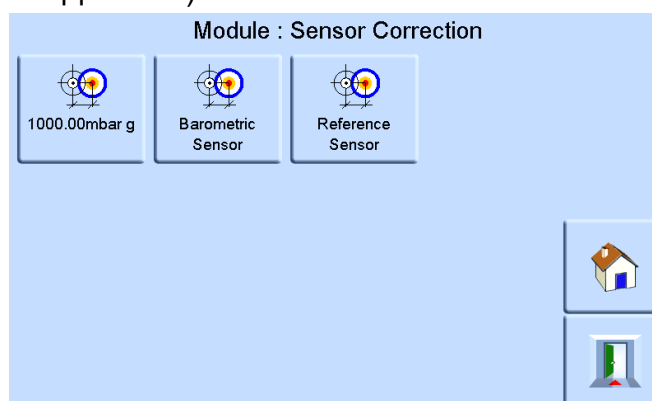 Module : Sensor Correction
1000.00mbar g
Barometric
Sensor
Reference
Sensor